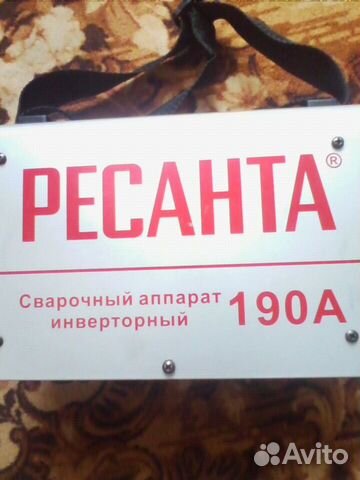 РЕСАНТА®
Сварочный аппарат
инверторный
190А
Avito